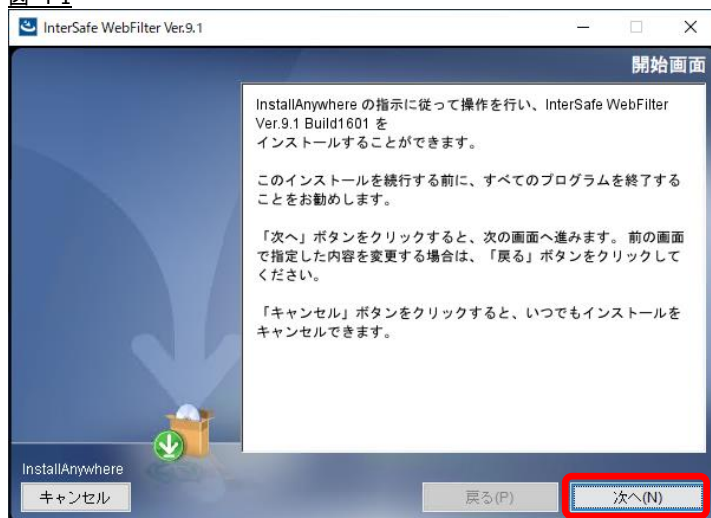 InterSafe WebFilter Ver.9.1
開始画面
InstallAnywhere の指示に従って操作を行い、InterSafe WebFilter
Ver.9.1 Build1601 を
インストールすることができます。
このインストールを続行する前に、すべてのプログラムを終了する
ことをお勧めします。
「次へ」ボタンをクリックすると、次の画面へ進みます。 前の画面
で指定した内容を変更する場合は、「戻る」ボタンをクリックして
ください。
「キャンセル」ボタンをクリックすると、いつでもインストールを
キャンセルできます。
InstallAnywhere
キャンセル
戻る(P)
次へ(N)